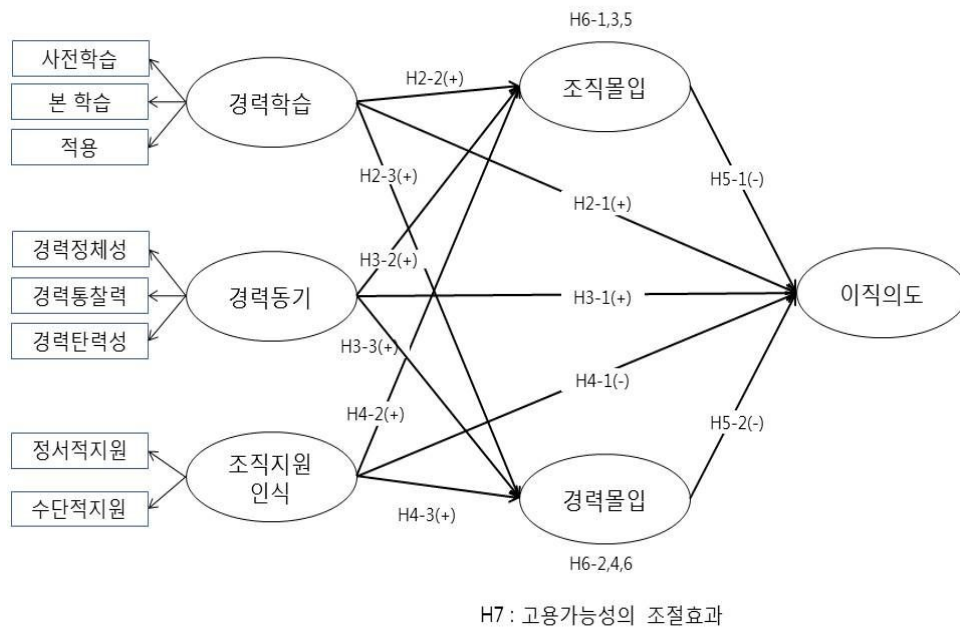 H6-1,3,5
사전학습
본 학습
적용
경력학습
H2-2(+)
조직몰입
H2-3(+)
H2-1(+)
H5-1(-)
경력정체성
경력통찰력
경력탄력성
경력동기
H3-2(+)
H3-1(+)
이직의도
H3-3(+)
H4-1(-)
H4-2(+)
H5-2(-)
정서적지원
수단적지원
조직지원
인식
H4-3(+)
경력몰입
H6-2,4,6
H7 : 고용가능성의 조절효과